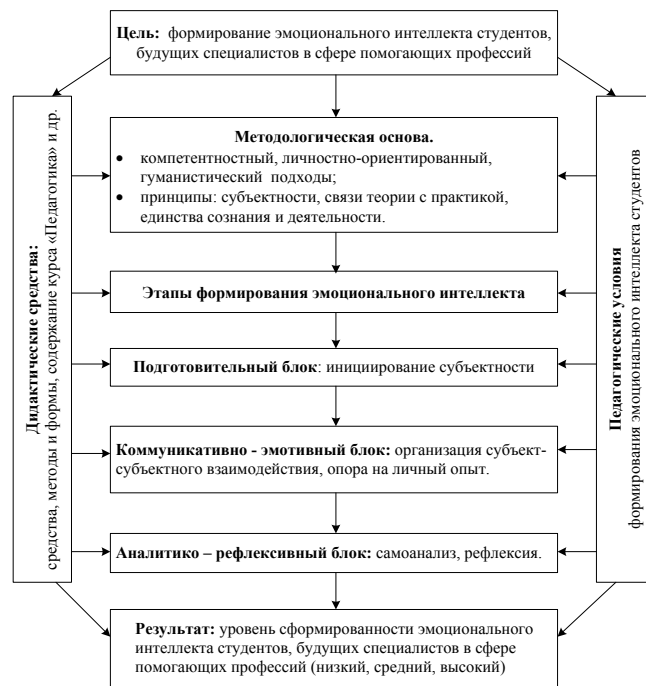 Цель: формирование эмоционального интеллекта студентов,
будущих специалистов в сфере помогающих профессий
Дидактические средства:
средства, методы и формы, содержание курса «Педагогика» и др.
Методологическая основа.
• компетентностный, личностно-ориентированный,
гуманистический подходы;
• принципы: субъектности, связи теории с практикой,
единства сознания и деятельности.
Этапы формирования эмоционального интеллекта
Подготовительный блок: инициирование субъектности
Коммуникативно - эмотивный блок: организация субъект-
субъектного взаимодействия, опора на личный опыт.
Аналитико – рефлексивный блок: самоанализ, рефлексия.
Педагогические условия
формирования эмоционального интеллекта студентов
Результат: уровень сформированности эмоционального
интеллекта студентов, будущих специалистов в сфере
помогающих профессий (низкий, средний, высокий)